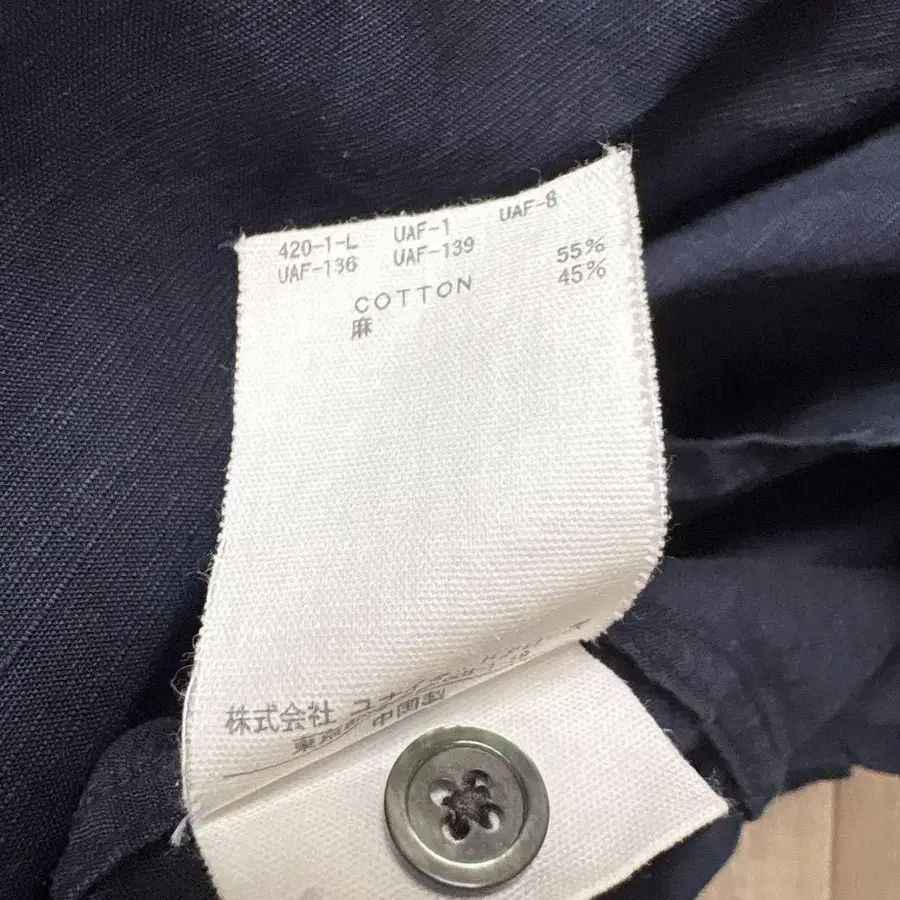 420-1-L UAF-1 UAF-8
UAF-136 UAF-139
COTTON 55%
麻 45%
株式会社
中国製